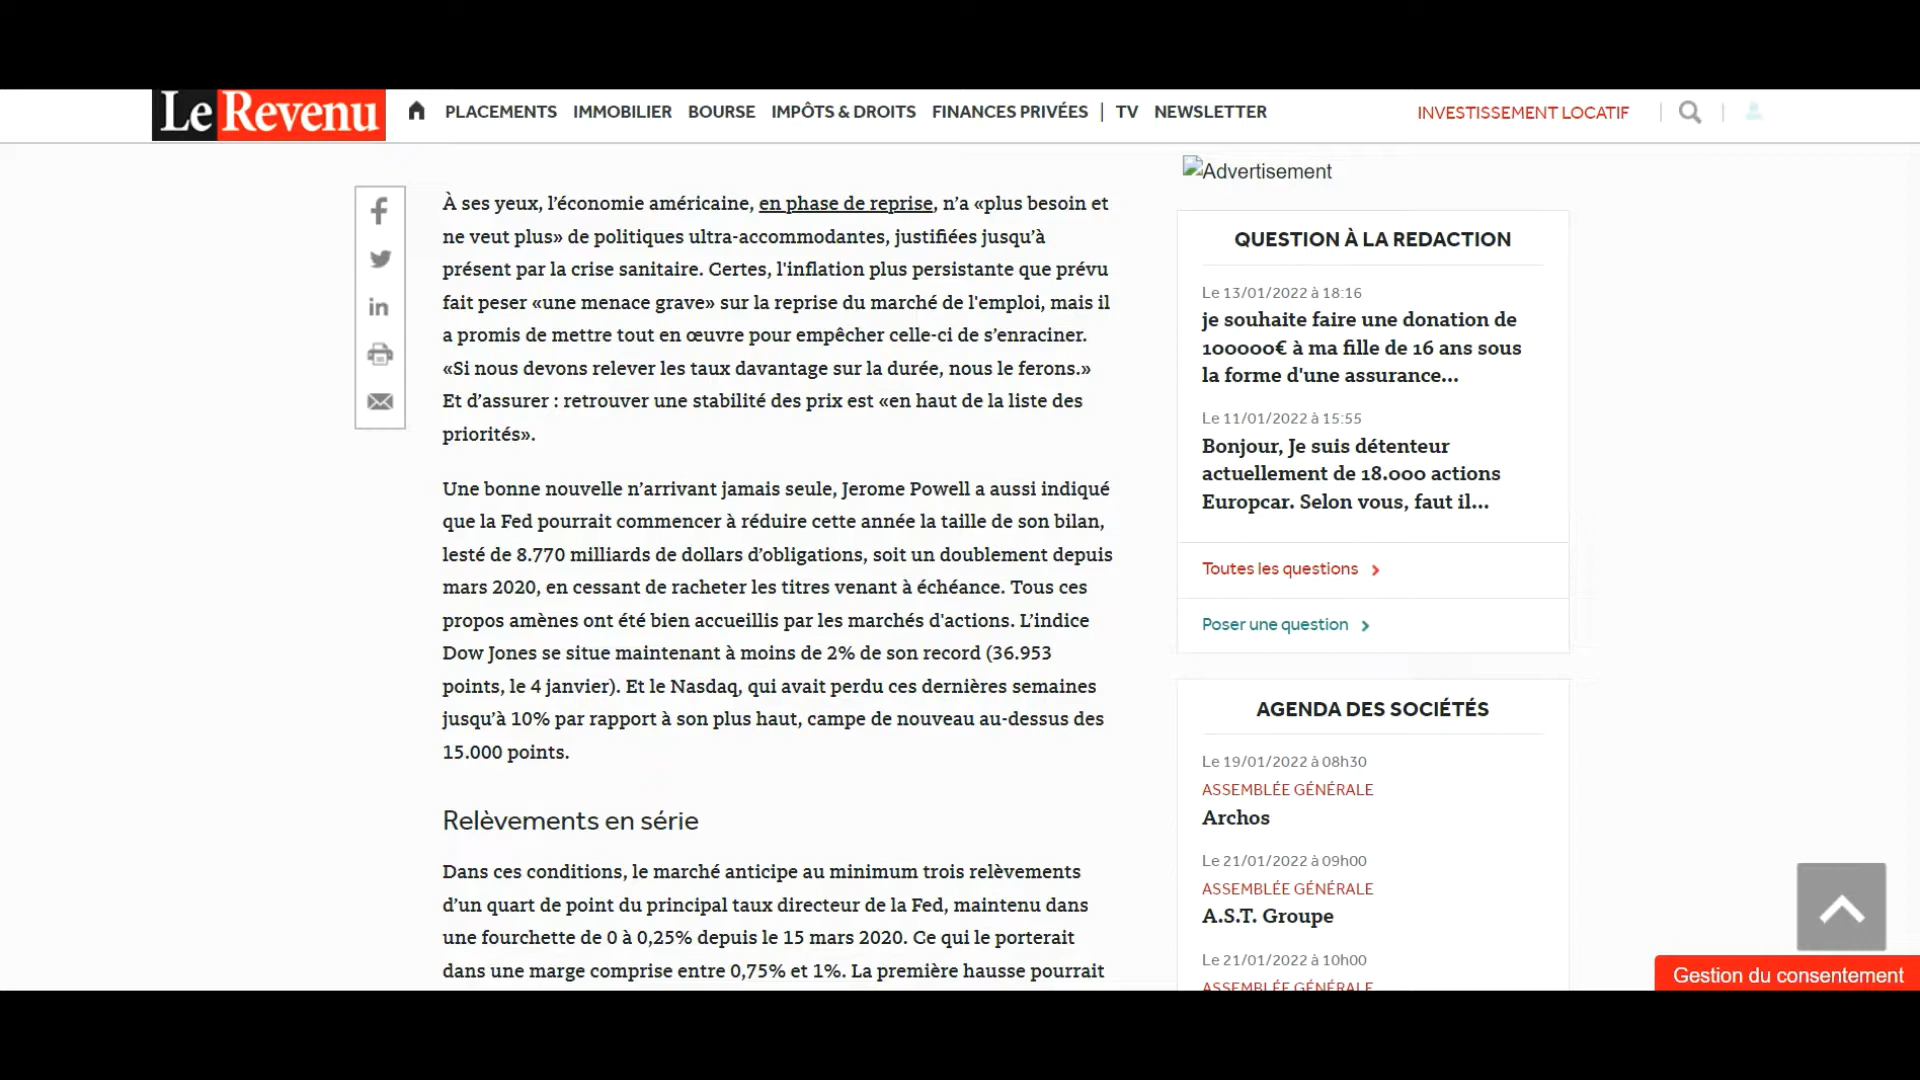 Le Revenu
PLACEMENTS IMMOBILIER BOURSE IMPÔTS & DROITS FINANCES PRIVÉES | TV NEWSLETTER
INVESTISSEMENT LOCATIF
À ses yeux, l’économie américaine, en phase de reprise, n’a «plus besoin et
ne veut plus» de politiques ultra-accommodantes, justifiées jusqu’à
présent par la crise sanitaire. Certes, l'inflation plus persistante que prévu
fait peser «une menace grave» sur la reprise du marché de l'emploi, mais il
a promis de mettre tout en œuvre pour empêcher celle-ci de s’enraciner.
«Si nous devons relever les taux davantage sur la durée, nous le ferons.»
Et d’assurer : retrouver une stabilité des prix est «en haut de la liste des
priorités».
Une bonne nouvelle n’arrivant jamais seule, Jerome Powell a aussi indiqué
que la Fed pourrait commencer à réduire cette année la taille de son bilan,
lesté de 8.770 milliards de dollars d’obligations, soit un doublement depuis
mars 2020, en cessant de racheter les titres venant à échéance. Tous ces
propos amènes ont été bien accueillis par les marchés d'actions. L’indice
Dow Jones se situe maintenant à moins de 2% de son record (36.953
points, le 4 janvier). Et le Nasdaq, qui avait perdu ces dernières semaines
jusqu’à 10% par rapport à son plus haut, campe de nouveau au-dessus des
15.000 points.
Relèvements en série
Dans ces conditions, le marché anticipe au minimum trois relèvements
d’un quart de point du principal taux directeur de la Fed, maintenu dans
une fourchette de 0 à 0,25% depuis le 15 mars 2020. Ce qui le porterait
dans une marge comprise entre 0,75% et 1%. La première hausse pourrait
Advertisement
QUESTION À LA REDACTION
Le 13/01/2022 à 18:16
je souhaite faire une donation de
100000€ à ma fille de 16 ans sous
la forme d'une assurance...
Le 11/01/2022 à 15:55
Bonjour, Je suis détenteur
actuellement de 18.000 actions
Europcar. Selon vous, faut il...
Toutes les questions
Poser une question
AGENDA DES SOCIÉTÉS
Le 19/01/2022 à 08h30
ASSEMBLÉE GÉNÉRALE
Archos
Le 21/01/2022 à 09h00
ASSEMBLÉE GÉNÉRALE
A.S.T. Groupe
Le 21/01/2022 à 10h00
ASSEMBLÉE GÉNÉRALE
Gestion du consentement